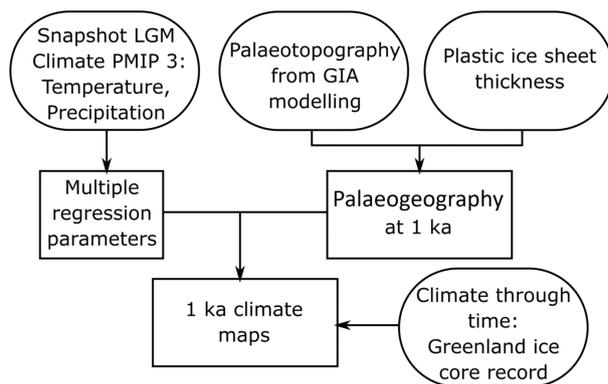 Snapshot LGM
Climate PMIP 3:
Temperature,
Precipitation
Palaeotopography
from GIA
modelling
Plastic ice sheet
thickness
Multiple
regression
parameters
Palaeogeography
at 1 ka
1 ka climate
maps
Climate through
time:
Greenland ice
core record